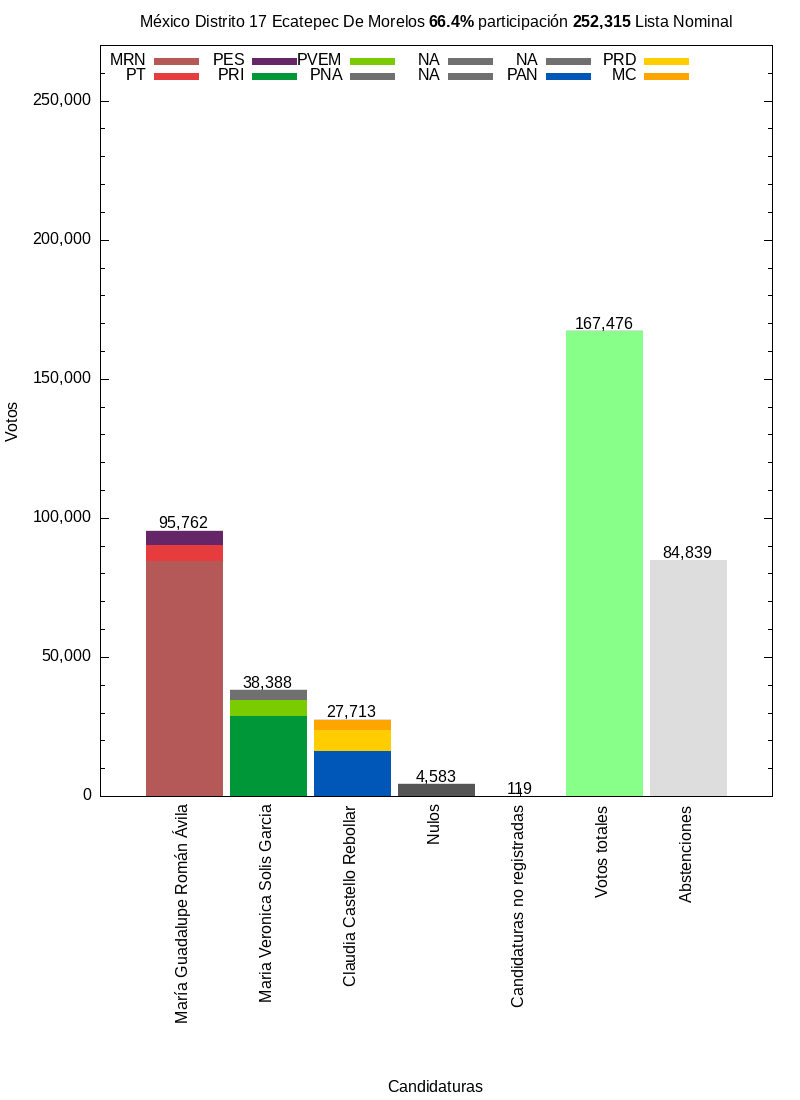 México Distrito 17 Ecatepec De Morelos 66.4% participación 252,315 Lista Nominal
MRN PES PVEM NA NA PRD
PT PRI PNA NA PAN MC
250,000
200,000
150,000
100,000
50,000
0
Votos
95,762
38,388
27,713
4,583
119
167,476
84,839
María Guadalupe Román Ávila
Maria Veronica Solis Garcia
Claudia Castello Rebollar
Nulos
Candidaturas no registradas
Votos totales
Abstenciones
Candidaturas